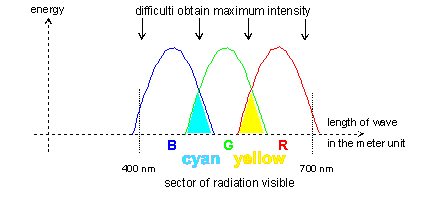 energy
difficulti obtain maximum intensity
length of wave
in the meter unit
B G R
cyan yellow
400 nm 700 nm
sector of radiation visible